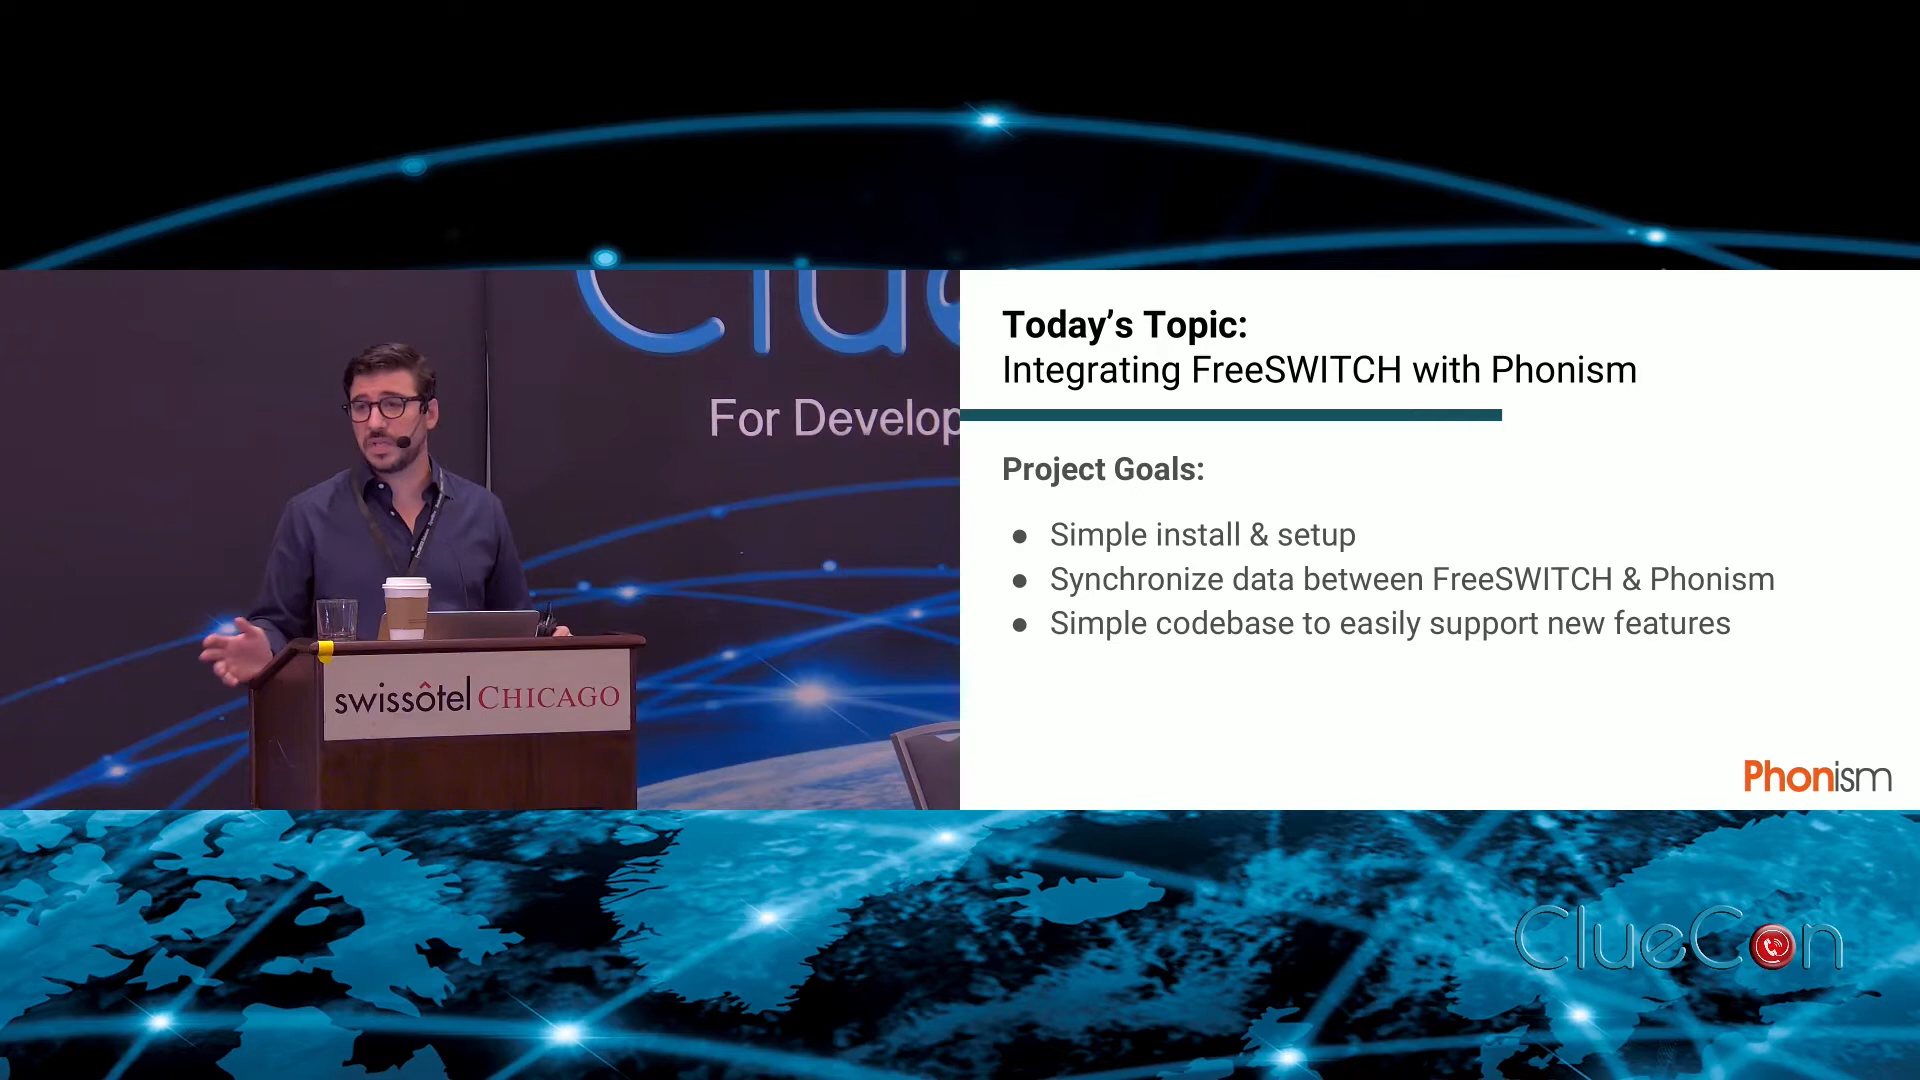 Clue
For Develop
swissôtel CHICAGO
Today’s Topic:
Integrating FreeSWITCH with Phonism
Project Goals:
● Simple install & setup
● Synchronize data between FreeSWITCH & Phonism
● Simple codebase to easily support new features
Phonism
ClueCon